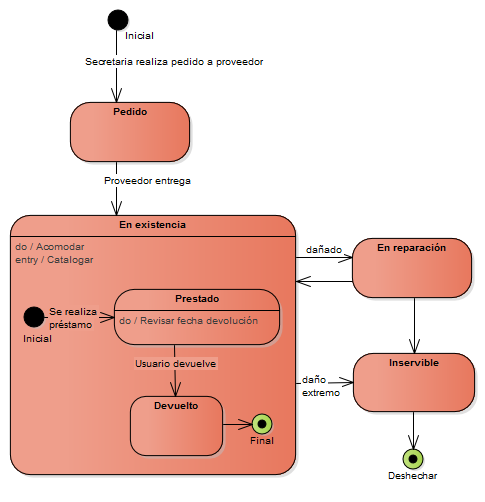 Inicial
Secretaria realiza pedido a proveedor
Pedido
Proveedor entrega
En existencia
do / Acomodar
entry / Catalogar
Prestado
do / Revisar fecha devolución
Se realiza
préstamo
Inicial
Usuario devuelve
Devuelto
Final
dañado
En reparación
daño
extremo
Inservible
Deshechar